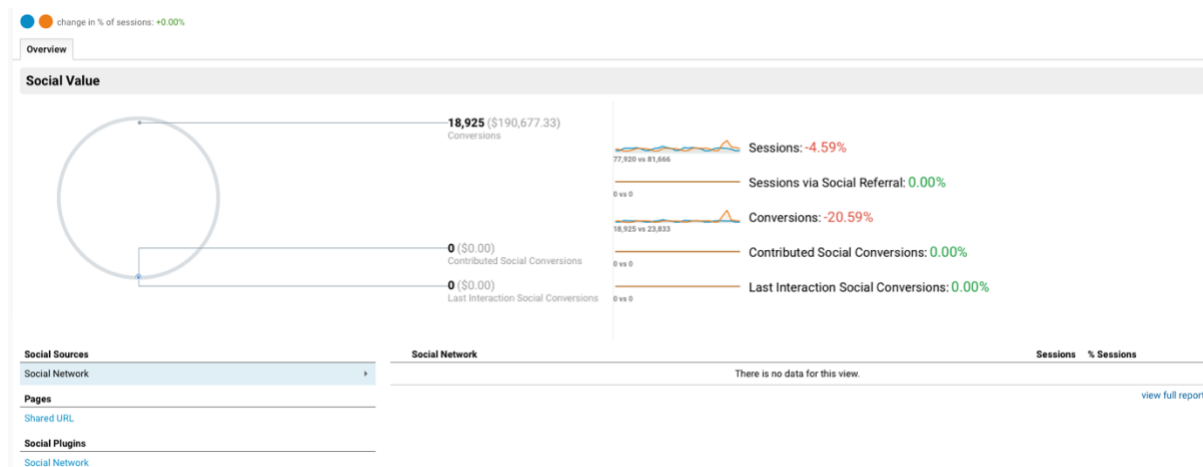 change in % of sessions: +0.00%
Overview
Social Value
18,925 ($190,677.33)
Conversions
0 ($0.00)
Contributed Social Conversions
0 ($0.00)
Last Interaction Social Conversions
Sessions: -4.59%
77,920 vs 81,666
Sessions via Social Referral: 0.00%
0 vs 0
Conversions: -20.59%
18,925 vs 23,833
Contributed Social Conversions: 0.00%
0 vs 0
Last Interaction Social Conversions: 0.00%
0 vs 0
Social Sources
Social Network
Pages
Shared URL
Social Plugins
Social Network
Social Network Sessions % Sessions
There is no data for this view.
view full report